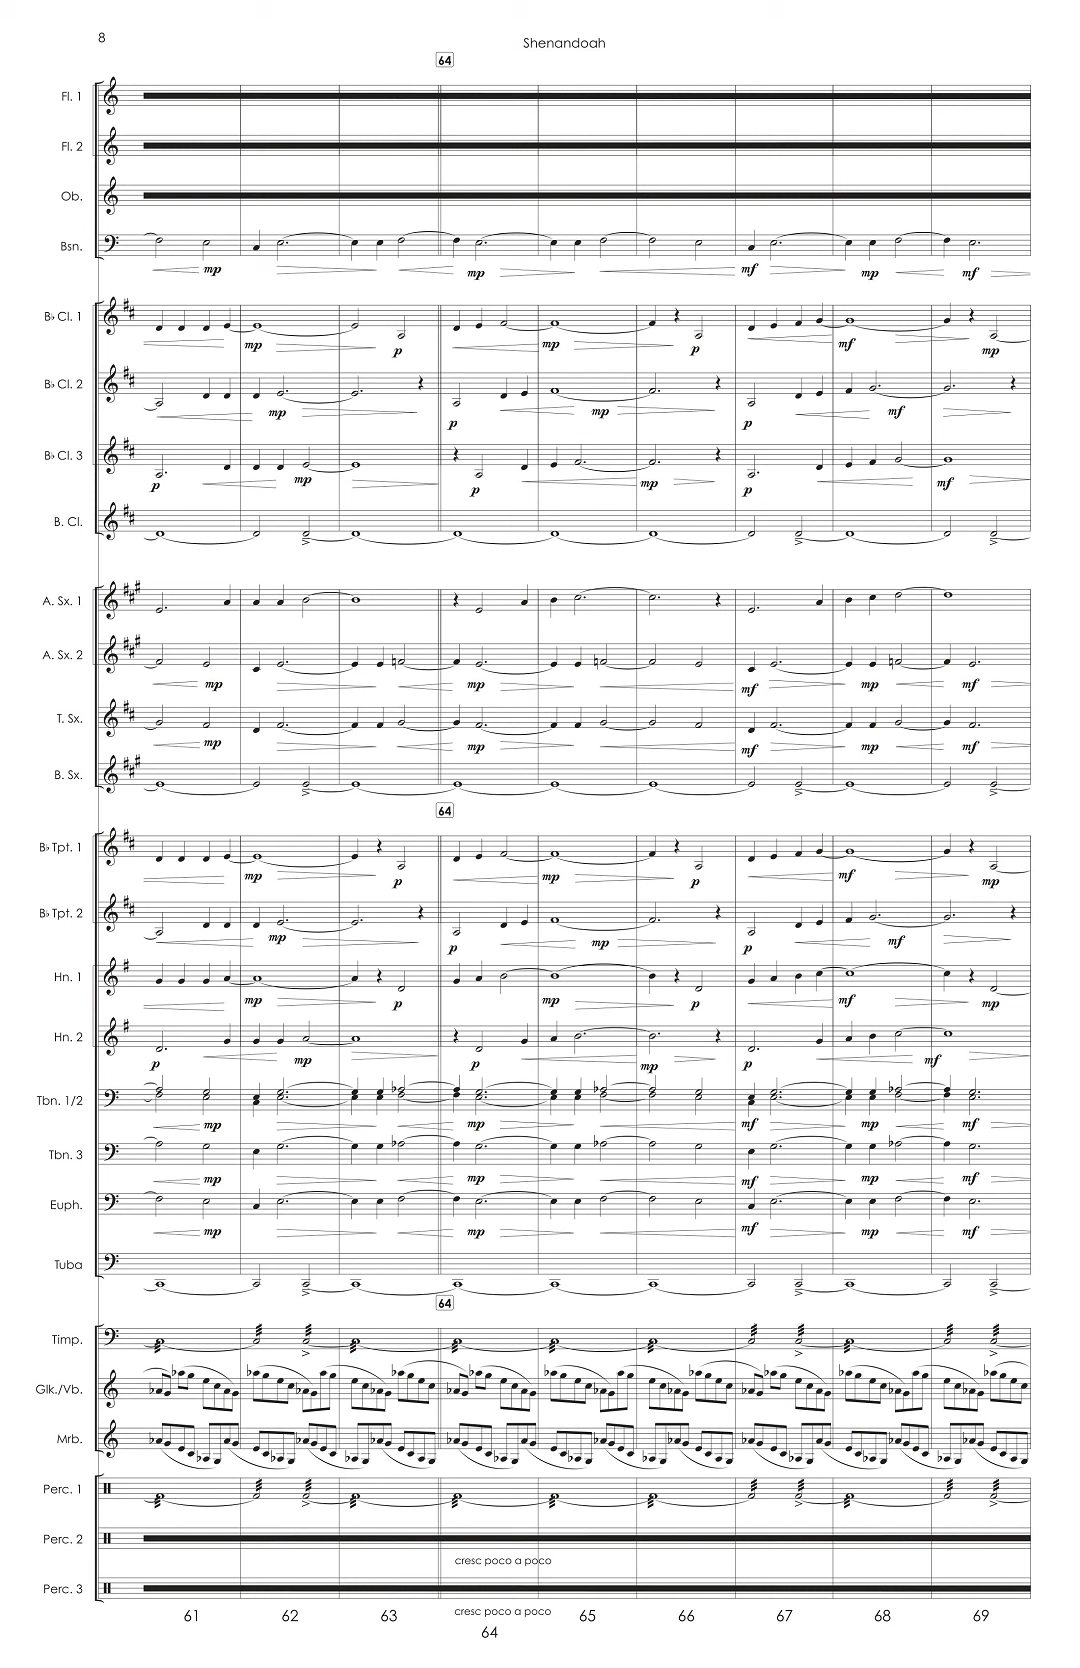 8
Shenandoah
64
Fl. 1
Fl. 2
Ob.
Bsn.
mp mp mf mp mf
B♭ Cl. 1
mp p mp p mf mp
B♭ Cl. 2
mp p mp p mf
B♭ Cl. 3
p mp p mp p mf
B. Cl.
A. Sx. 1
A. Sx. 2
mp mp mf mp mf
T. Sx.
mp mp mf mp mf
B. Sx.
64
B♭ Tpt. 1
mp p mp p mf mp
B♭ Tpt. 2
mp p mp p mf
Hn. 1
mp p mp p mf mp
Hn. 2
p mp p mp p mf
Tbn. 1/2
mp mp mf mp mf
Tbn. 3
mp mp mf mp mf
Euph.
mp mp mf mp mf
Tuba
64
Timp.
Glk./Vb.
Mrb.
Perc. 1
Perc. 2
cresc poco a poco
Perc. 3
cresc poco a poco
61 62 63 64 65 66 67 68 69